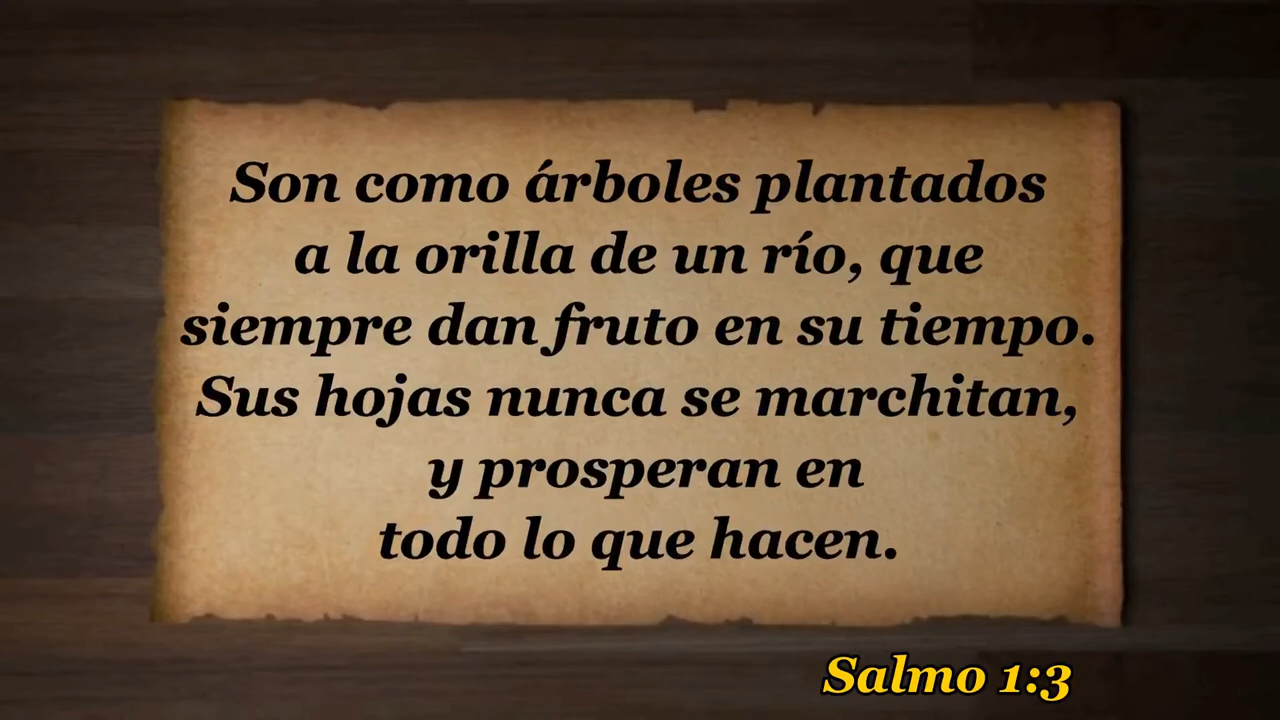 Son como árboles plantados
a la orilla de un río, que
siempre dan fruto en su tiempo.
Sus hojas nunca se marchitan,
y prosperan en
todo lo que hacen.
Salmo 1:3